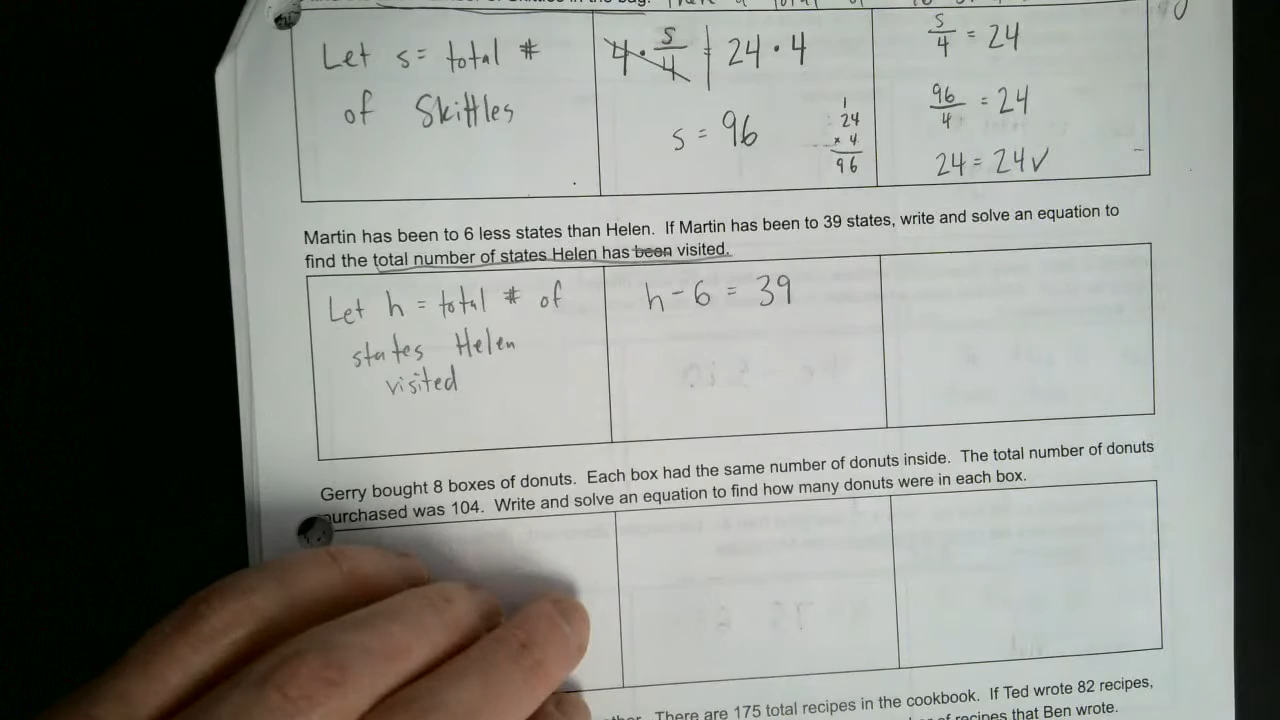 Let s = total #
of Skittles
4 · s/4 = 24 · 4
s = 96
1
24
× 4
96
s/4 = 24
96/4 = 24
24 = 24 ✓
Martin has been to 6 less states than Helen. If Martin has been to 39 states, write and solve an equation to
find the total number of states Helen has been visited.
Let h = total # of
states Helen
visited
h - 6 = 39
Gerry bought 8 boxes of donuts. Each box had the same number of donuts inside. The total number of donuts
purchased was 104. Write and solve an equation to find how many donuts were in each box.
There are 175 total recipes in the cookbook. If Ted wrote 82 recipes,
of recipes that Ben wrote.